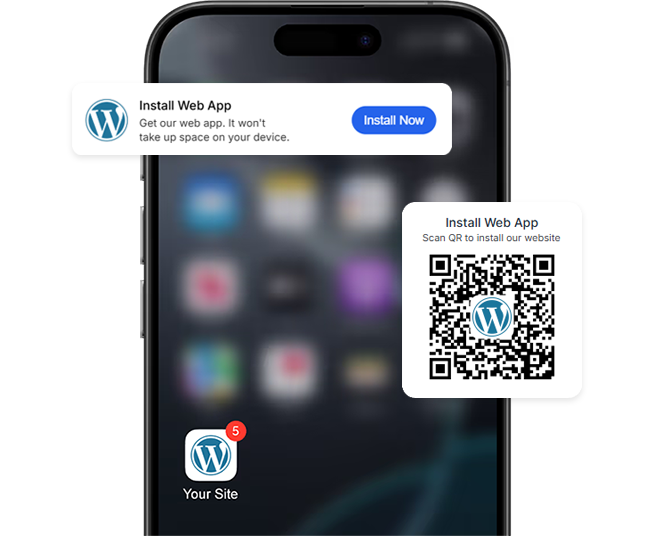 Install Web App
Get our web app. It won't
take up space on your device.
Install Now
Install Web App
Scan QR to install our website
5
Your Site